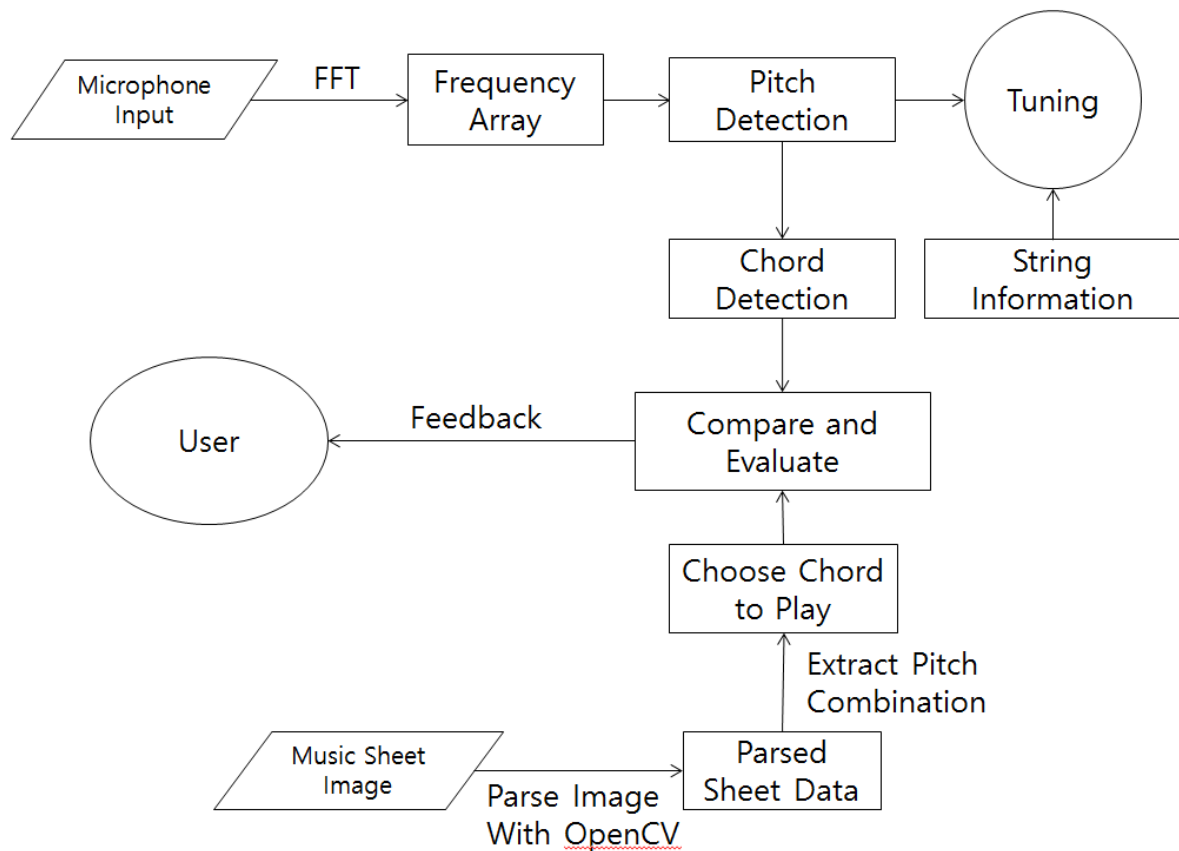 Microphone
Input
FFT
Frequency
Array
Pitch
Detection
Tuning
Chord
Detection
String
Information
User
Feedback
Compare and
Evaluate
Choose Chord
to Play
Extract Pitch
Combination
Music Sheet
Image
Parse Image
With OpenCV
Parsed
Sheet Data